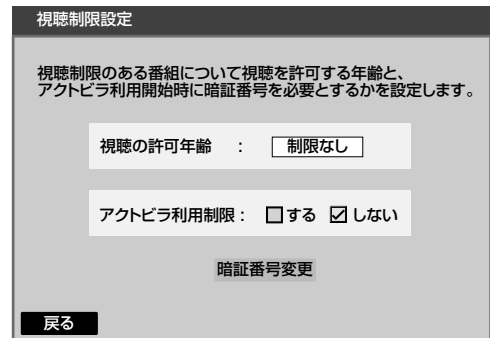 視聴制限設定
視聴制限のある番組について視聴を許可する年齢と、
アクトビラ利用開始時に暗証番号を必要とするかを設定します。
視聴の許可年齢 : 制限なし
アクトビラ利用制限 : する しない
暗証番号変更
戻る